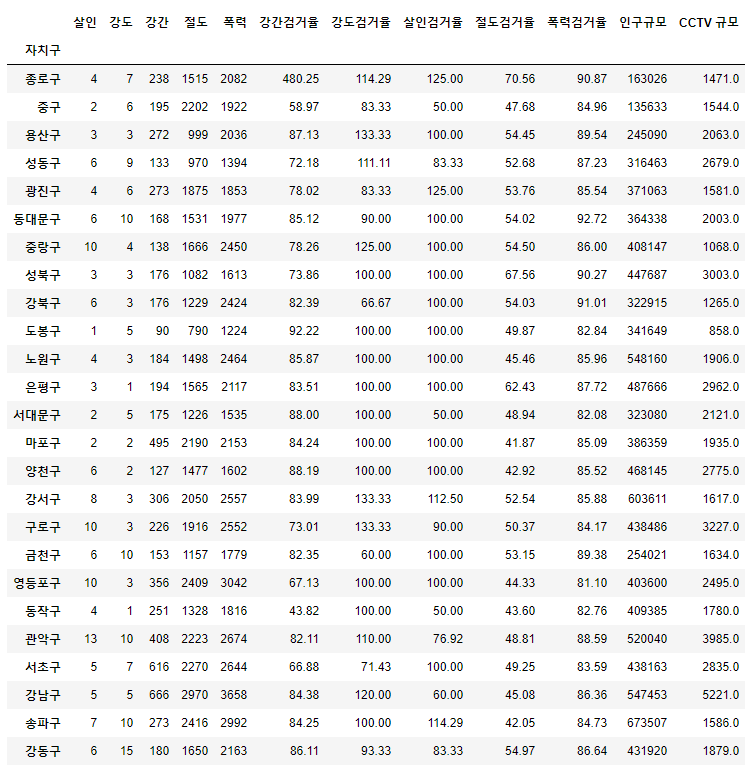 살인 강도 강간 절도 폭력 강간검거율 강도검거율 살인검거율 절도검거율 폭력검거율 인구규모 CCTV 규모
자치구
종로구 4 7 238 1515 2082 480.25 114.29 125.00 70.56 90.87 163026 1471.0
중구 2 6 195 2202 1922 58.97 83.33 50.00 47.68 84.96 135633 1544.0
용산구 3 3 272 999 2036 87.13 133.33 100.00 54.45 89.54 245090 2063.0
성동구 6 9 133 970 1394 72.18 111.11 83.33 52.68 87.23 316463 2679.0
광진구 4 6 273 1875 1853 78.02 83.33 125.00 53.76 85.54 371063 1581.0
동대문구 6 10 168 1531 1977 85.12 90.00 100.00 54.02 92.72 364338 2003.0
중랑구 10 4 138 1666 2450 78.26 125.00 100.00 54.50 86.00 408147 1068.0
성북구 3 3 176 1082 1613 73.86 100.00 100.00 67.56 90.27 447687 3003.0
강북구 6 3 176 1229 2424 82.39 66.67 100.00 54.03 91.01 322915 1265.0
도봉구 1 5 90 790 1224 92.22 100.00 100.00 49.87 82.84 341649 858.0
노원구 4 3 184 1498 2464 85.87 100.00 100.00 45.46 85.96 548160 1906.0
은평구 3 1 194 1565 2117 83.51 100.00 100.00 62.43 87.72 487666 2962.0
서대문구 2 5 175 1226 1535 88.00 100.00 50.00 48.94 82.08 323080 2121.0
마포구 2 2 495 2190 2153 84.24 100.00 100.00 41.87 85.09 386359 1935.0
양천구 6 2 127 1477 1602 88.19 100.00 100.00 42.92 85.52 468145 2775.0
강서구 8 3 306 2050 2557 83.99 133.33 112.50 52.54 85.88 603611 1617.0
구로구 10 3 226 1916 2552 73.01 133.33 90.00 50.37 84.17 438486 3227.0
금천구 6 10 153 1157 1779 82.35 60.00 100.00 53.15 89.38 254021 1634.0
영등포구 10 3 356 2409 3042 67.13 100.00 100.00 44.33 81.10 403600 2495.0
동작구 4 1 251 1328 1816 43.82 100.00 50.00 43.60 82.76 409385 1780.0
관악구 13 10 408 2223 2674 82.11 110.00 76.92 48.81 88.59 520040 3985.0
서초구 5 7 616 2270 2644 66.88 71.43 100.00 49.25 83.59 438163 2835.0
강남구 5 5 666 2970 3658 84.38 120.00 60.00 45.08 86.36 547453 5221.0
송파구 7 10 273 2416 2992 84.25 100.00 114.29 42.05 84.73 673507 1586.0
강동구 6 15 180 1650 2163 86.11 93.33 83.33 54.97 86.64 431920 1879.0